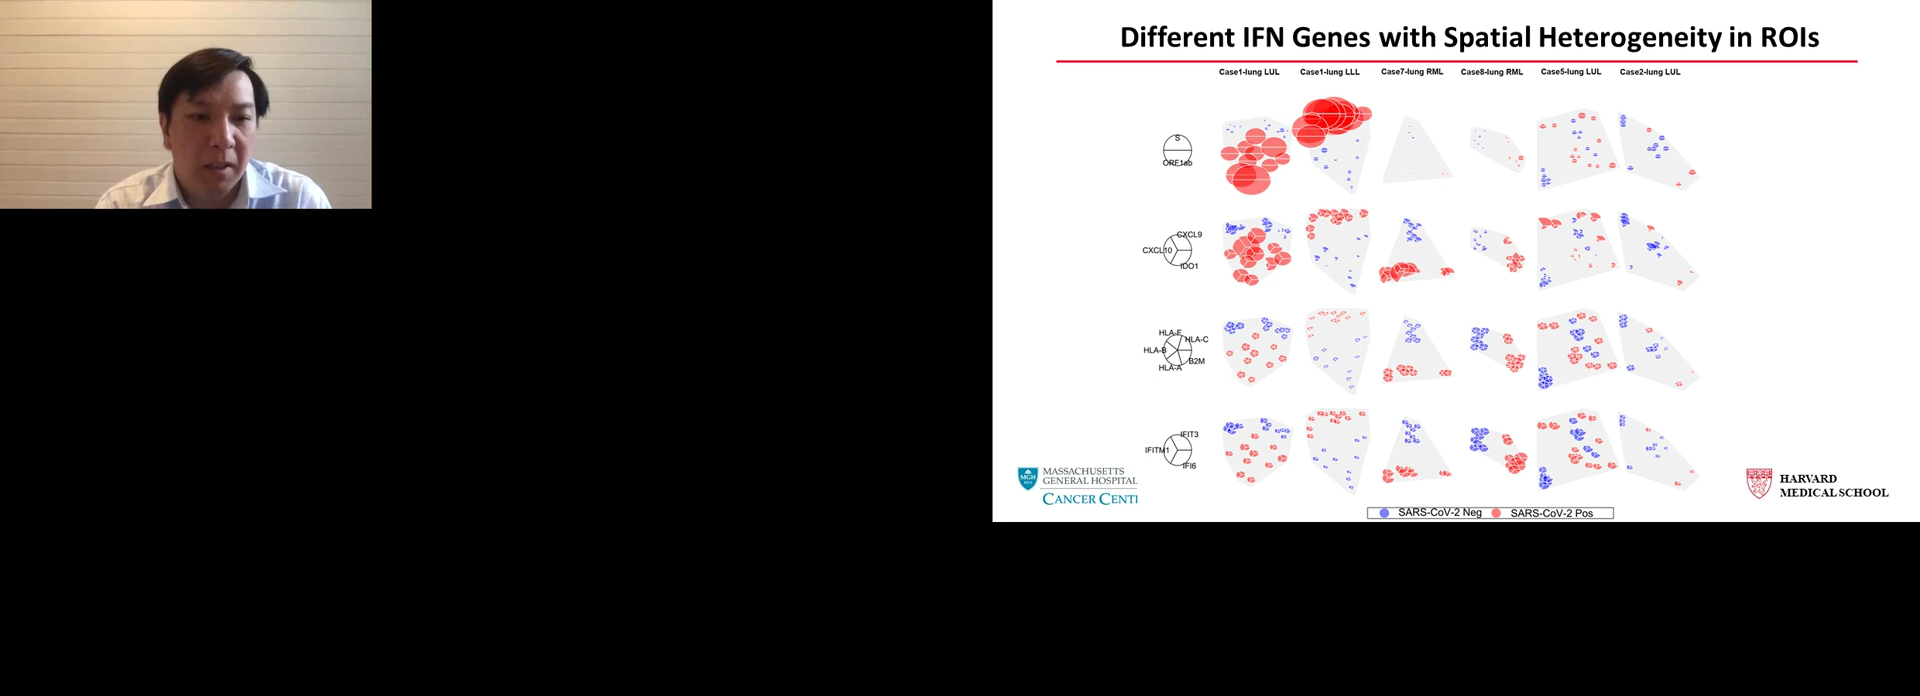 Different IFN Genes with Spatial Heterogeneity in ROIs
Case1-lung LUL Case1-lung LLL Case7-lung RML Case8-lung RML Case5-lung LUL Case2-lung LUL
S
ORF1ab
CXCL9
CXCL10
IDO1
HLA-E
HLA-C
HLA-B
B2M
HLA-A
IFIT3
IFITM1
IFI6
MGH
1811
MASSACHUSETTS
GENERAL HOSPITAL
CANCER CENTI
HARVARD
MEDICAL SCHOOL
SARS-CoV-2 Neg SARS-CoV-2 Pos